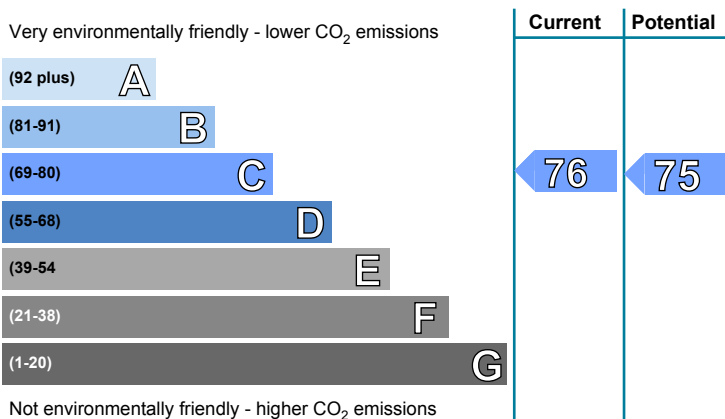 Very environmentally friendly - lower CO2 emissions
Current Potential
(92 plus) A
(81-91) B
(69-80) C
76 75
(55-68) D
(39-54 E
(21-38) F
(1-20) G
Not environmentally friendly - higher CO2 emissions